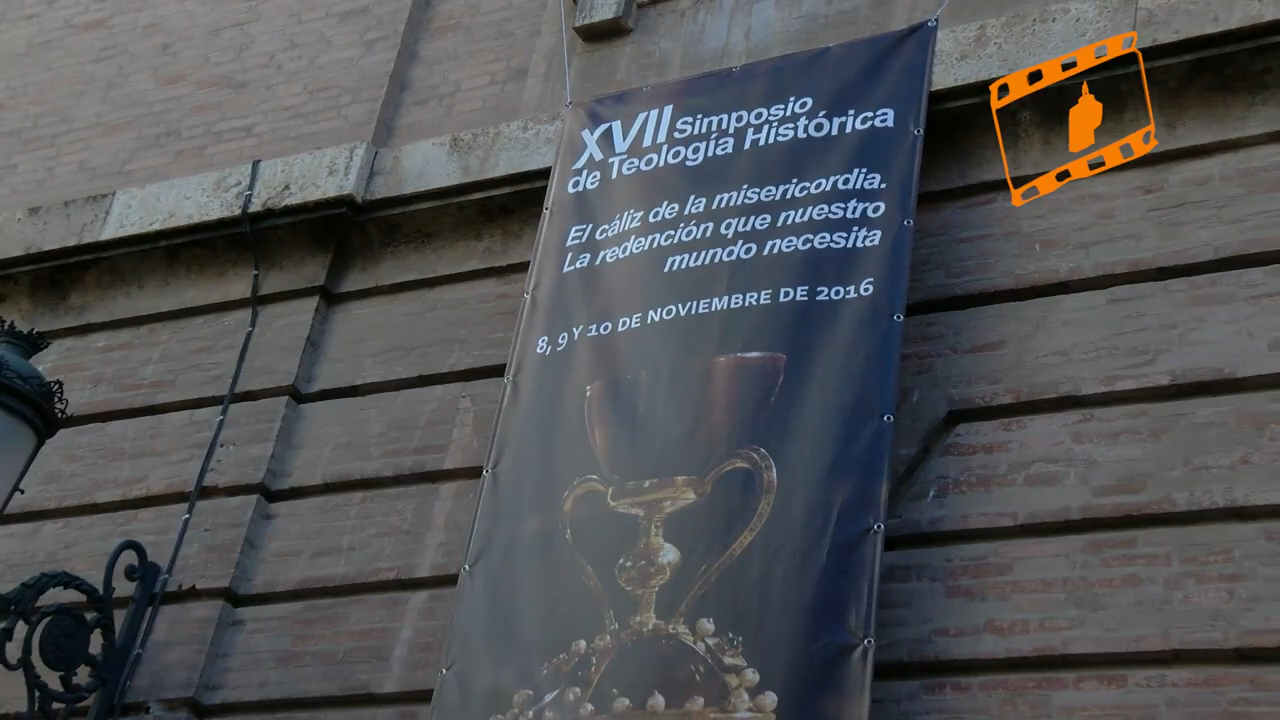 XVII Simposio
de Teología Histórica
El cáliz de la misericordia.
La redención que nuestro
mundo necesita
8, 9 Y 10 DE NOVIEMBRE DE 2016